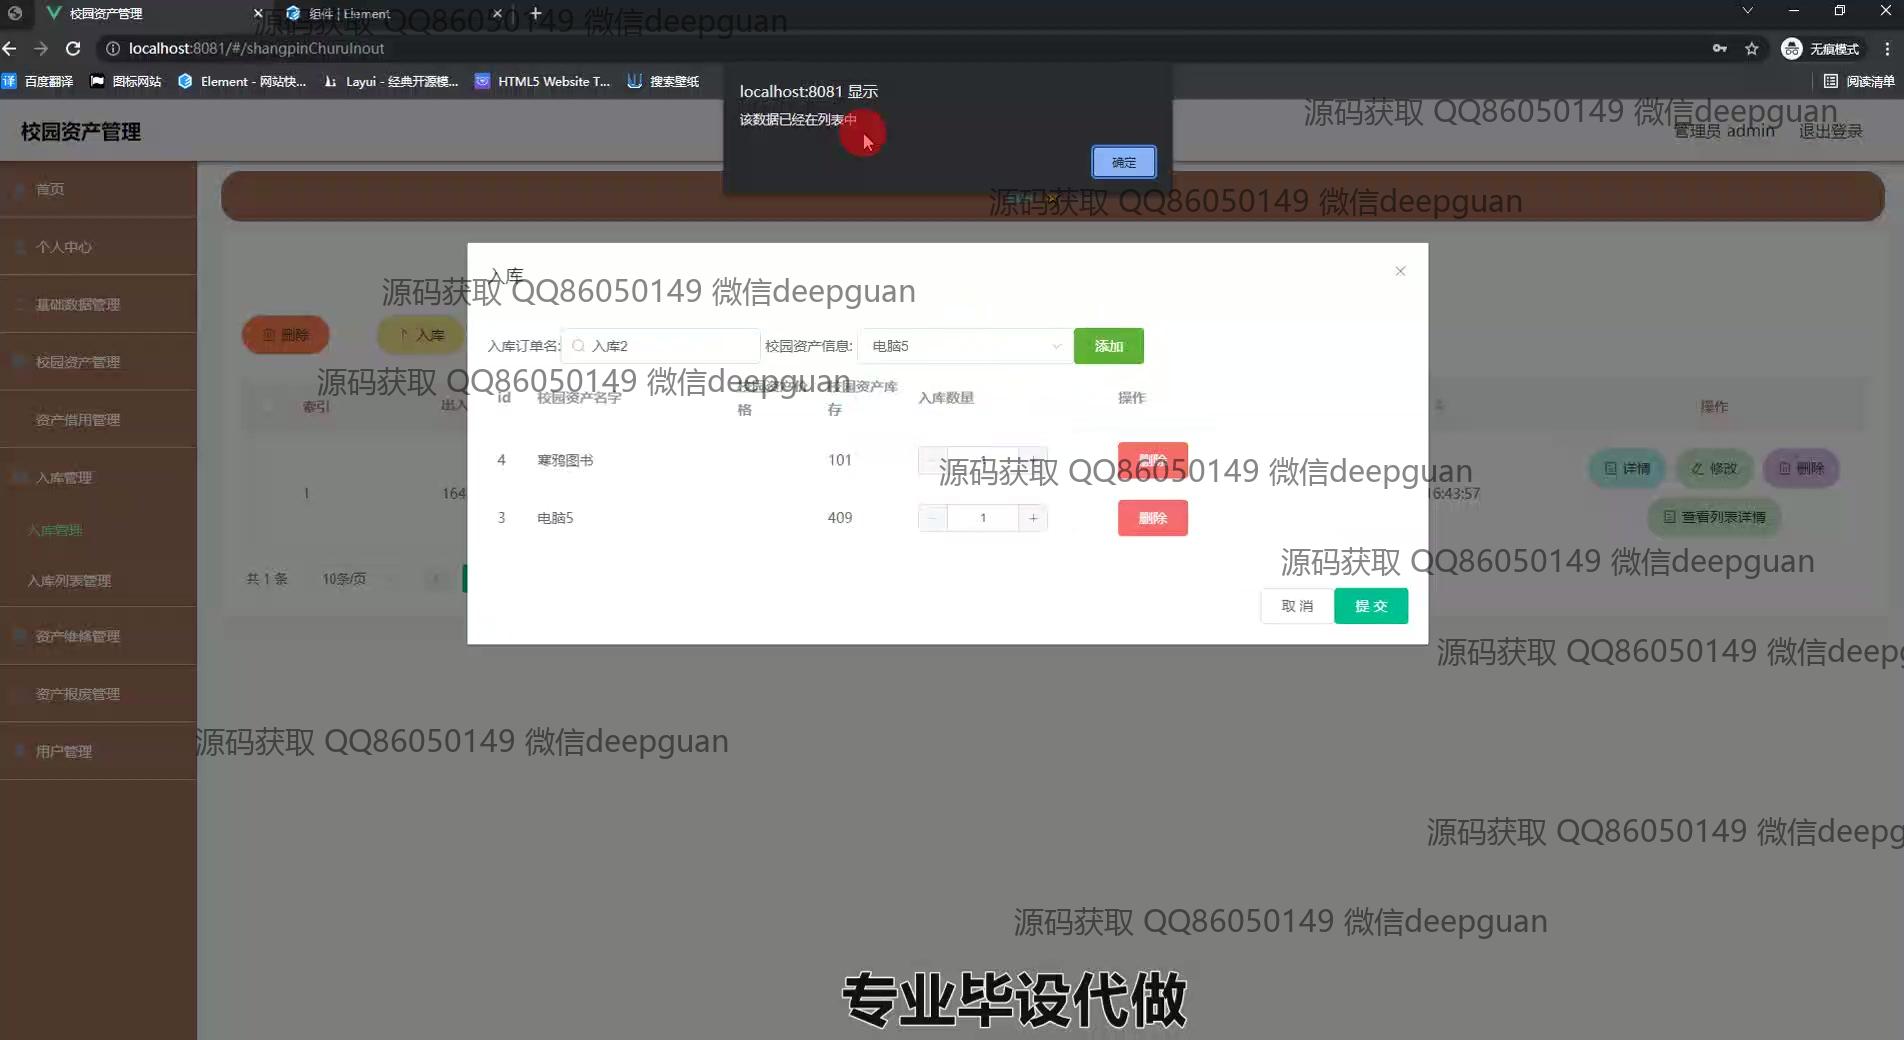 校园资产管理
组件 | Element
源码获取 QQ86050149 微信deepguan
localhost:8081/#/shangpinChuruInout
无痕模式
百度翻译
图标网站
Element - 网站快...
Layui - 经典开源模...
HTML5 Website T...
搜索壁纸
阅读清单
localhost:8081 显示
该数据已经在列表中
确定
源码获取 QQ86050149 微信deepguan
校园资产管理
管理员 admin
退出登录
首页
个人中心
基础数据管理
校园资产管理
资产借用管理
入库管理
入库管理
入库列表管理
资产维修管理
资产报废管理
用户管理
源码获取 QQ86050149 微信deepguan
删除
入库
入库
源码获取 QQ86050149 微信deepguan
入库订单名:
入库2
校园资产信息:
电脑5
添加
源码获取 QQ86050149 微信deepguan
索引
出入
id
校园资产名字
校园资产价格
校园资产库存
入库数量
操作
操作
4
寒鸦图书
101
1
删除
源码获取 QQ86050149 微信deepguan
详情
修改
删除
1
164
6:43:57
3
电脑5
409
1
+
删除
查看列表详情
源码获取 QQ86050149 微信deepguan
共 1 条
10条/页
取 消
提 交
源码获取 QQ86050149 微信deepg
源码获取 QQ86050149 微信deepguan
源码获取 QQ86050149 微信deepg
源码获取 QQ86050149 微信deepguan
专业毕设代做